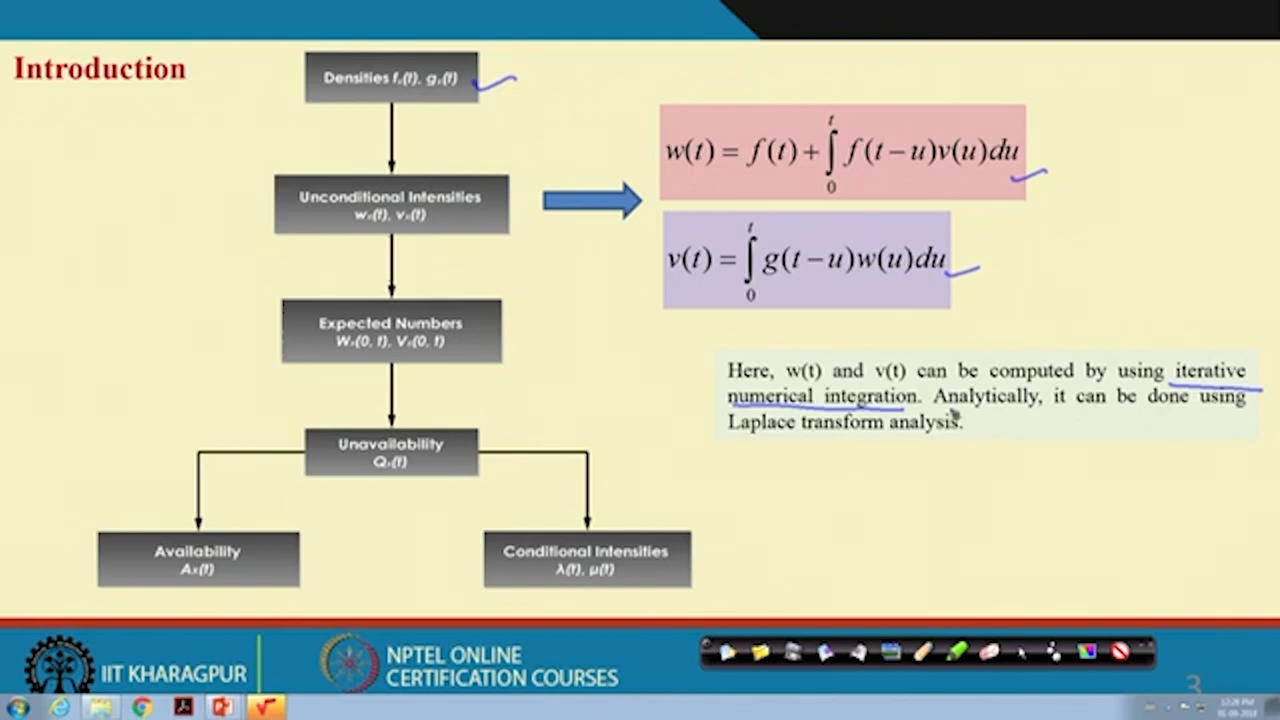 Introduction
Densities fₓ(t), gₓ(t)
Unconditional Intensities
wₓ(t), vₓ(t)
Expected Numbers
Wₓ(0, t), Vₓ(0, t)
Unavailability
Qₓ(t)
Availability
Aₓ(t)
Conditional Intensities
λ(t), μ(t)
w(t) = f(t) + ∫₀ᵗ f(t − u)v(u)du
v(t) = ∫₀ᵗ g(t − u)w(u)du
Here, w(t) and v(t) can be computed by using iterative
numerical integration. Analytically, it can be done using
Laplace transform analysis.
IIT KHARAGPUR
NPTEL ONLINE
CERTIFICATION COURSES
3